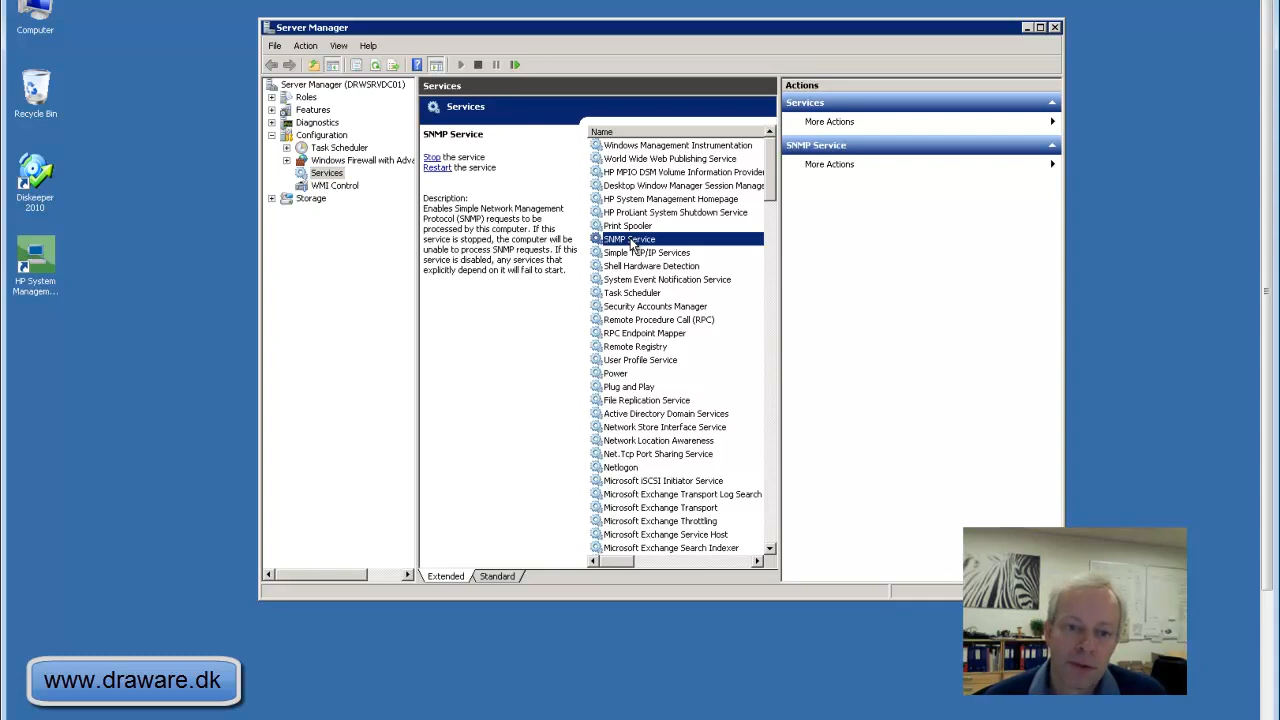 Computer
Recycle Bin
Diskeeper
2010
HP System
Managem...
Server Manager
File Action View Help
Server Manager (DRWSRVDC01)
Roles
Features
Diagnostics
Configuration
Task Scheduler
Windows Firewall with Adva
Services
WMI Control
Storage
Services
Services
SNMP Service
Stop the service
Restart the service
Description:
Enables Simple Network Management
Protocol (SNMP) requests to be
processed by this computer. If this
service is stopped, the computer will be
unable to process SNMP requests. If this
service is disabled, any services that
explicitly depend on it will fail to start.
Name
Windows Management Instrumentation
World Wide Web Publishing Service
HP MPIO DSM Volume Information Provider
Desktop Window Manager Session Manage
HP System Management Homepage
HP ProLiant System Shutdown Service
Print Spooler
SNMP Service
Simple TCP/IP Services
Shell Hardware Detection
System Event Notification Service
Task Scheduler
Security Accounts Manager
Remote Procedure Call (RPC)
RPC Endpoint Mapper
Remote Registry
User Profile Service
Power
Plug and Play
File Replication Service
Active Directory Domain Services
Network Store Interface Service
Network Location Awareness
Net.Tcp Port Sharing Service
Netlogon
Microsoft iSCSI Initiator Service
Microsoft Exchange Transport Log Search
Microsoft Exchange Transport
Microsoft Exchange Throttling
Microsoft Exchange Service Host
Microsoft Exchange Search Indexer
Extended Standard
Actions
Services
More Actions
SNMP Service
More Actions
www.draware.dk